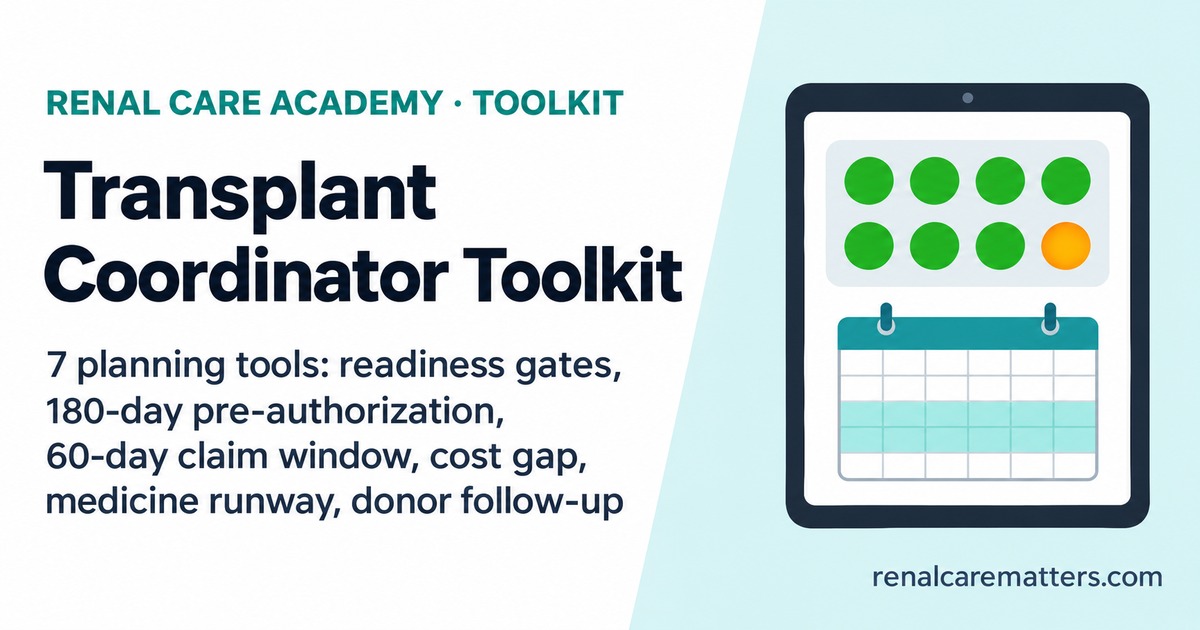 RENAL CARE ACADEMY · TOOLKIT
Transplant
Coordinator Toolkit
7 planning tools: readiness gates,
180-day pre-authorization,
60-day claim window, cost gap,
medicine runway, donor follow-up
renalcarematters.com